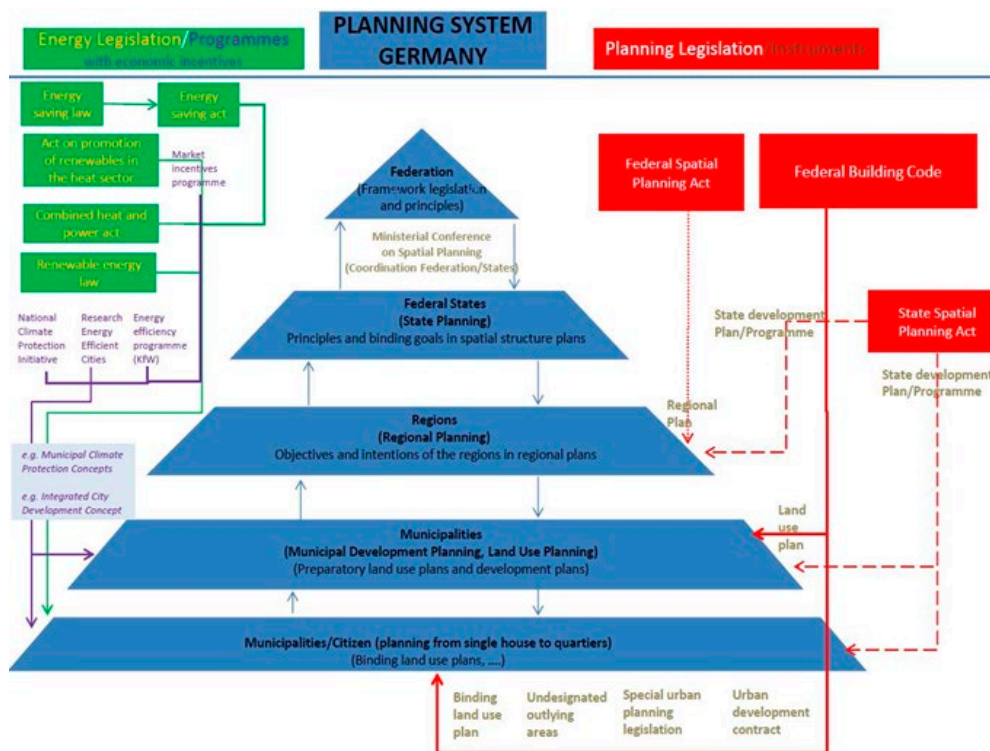 PLANNING SYSTEM
GERMANY
Energy Legislation/Programmes
with economic incentives
Planning Legislation/Instruments
Energy
saving law
Energy
saving act
Act on promotion
of renewables in
the heat sector
Market
incentives
programme
Combined heat and
power act
Renewable energy
law
National
Climate
Protection
Initiative
Research
Energy
Efficient
Cities
Energy
efficiency
programme
(KfW)
e.g. Municipal Climate
Protection Concepts
e.g. Integrated City
Development Concept
Federation
(Framework legislation
and principles)
Ministerial Conference
on Spatial Planning
(Coordination Federation/States)
Federal States
(State Planning)
Principles and binding goals in spatial structure plans
Regions
(Regional Planning)
Objectives and intentions of the regions in regional plans
Municipalities
(Municipal Development Planning, Land Use Planning)
(Preparatory land use plans and development plans)
Municipalities/Citizen (planning from single house to quartiers)
(Binding land use plans, ....)
Federal Spatial
Planning Act
Federal Building Code
State Spatial
Planning Act
State development
Plan/Programme
State development
Plan/Programme
Regional
Plan
Land
use
plan
Binding
land use
plan
Undesignated
outlying
areas
Special urban
planning
legislation
Urban
development
contract